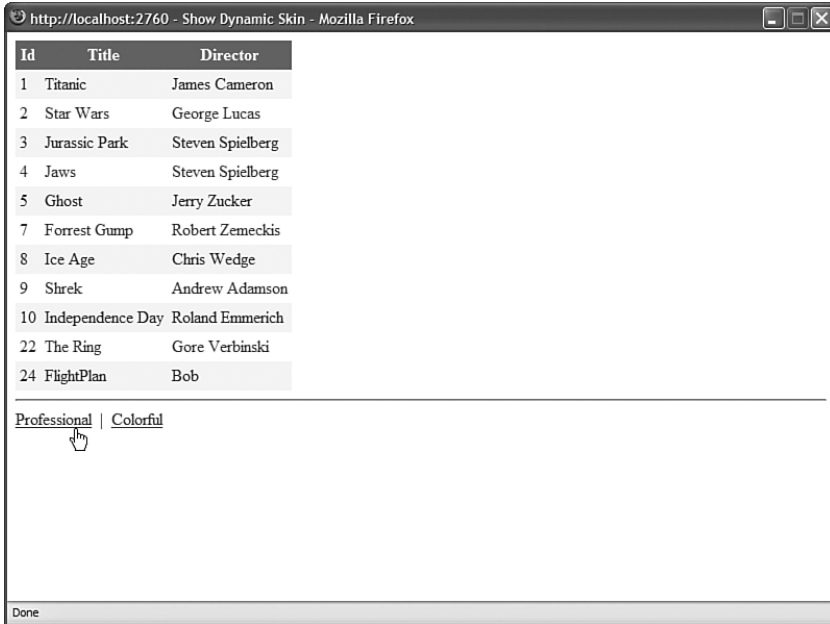 http://localhost:2760 - Show Dynamic Skin - Mozilla Firefox
Id Title Director
1 Titanic James Cameron
2 Star Wars George Lucas
3 Jurassic Park Steven Spielberg
4 Jaws Steven Spielberg
5 Ghost Jerry Zucker
7 Forrest Gump Robert Zemeckis
8 Ice Age Chris Wedge
9 Shrek Andrew Adamson
10 Independence Day Roland Emmerich
22 The Ring Gore Verbinski
24 FlightPlan Bob
Professional | Colorful
Done